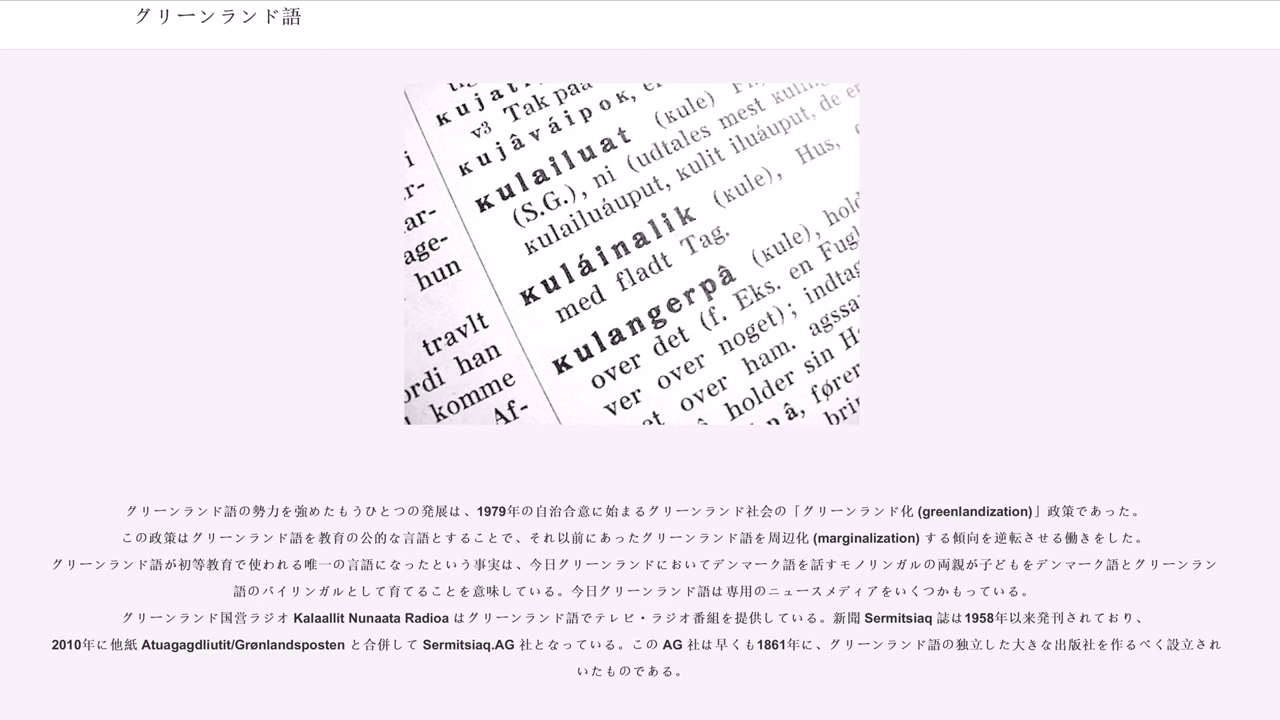 グリーンランド語
kujat
v3 Tak paa
ĸujâváipoĸ,
ĸulailuat (ĸule)
(S.G.), ni (udtales mest
ĸulailuáuput, ĸulit iluáuput, de
ĸuláinalik (ĸule), Hus,
med fladt Tag.
ĸulangerpâ (ĸule),
over det (f. Eks. en
ver over noget);
over ham.
holder sin
i
ar-
age-
hun
travlt
han
komme
Af-
グリーンランド語の勢力を強めたもうひとつの発展は、1979年の自治合意に始まるグリーンランド社会の「グリーンランド化 (greenlandization)」政策であった。
この政策はグリーンランド語を教育の公的な言語とすることで、それ以前にあったグリーンランド語を周辺化 (marginalization) する傾向を逆転させる働きをした。
グリーンランド語が初等教育で使われる唯一の言語になったという事実は、今日グリーンランドにおいてデンマーク語を話すモノリンガルの両親が子どもをデンマーク語とグリーンラン
語のバイリンガルとして育てることを意味している。今日グリーンランド語は専用のニュースメディアをいくつかもっている。
グリーンランド国営ラジオ Kalaallit Nunaata Radioa はグリーンランド語でテレビ・ラジオ番組を提供している。新聞 Sermitsiaq 誌は1958年以来発刊されており、
2010年に他紙 Atuagagdliutit/Grønlandsposten と合併して Sermitsiaq.AG 社となっている。この AG 社は早くも1861年に、グリーンランド語の独立した大きな出版社を作るべく設立され
いたものである。